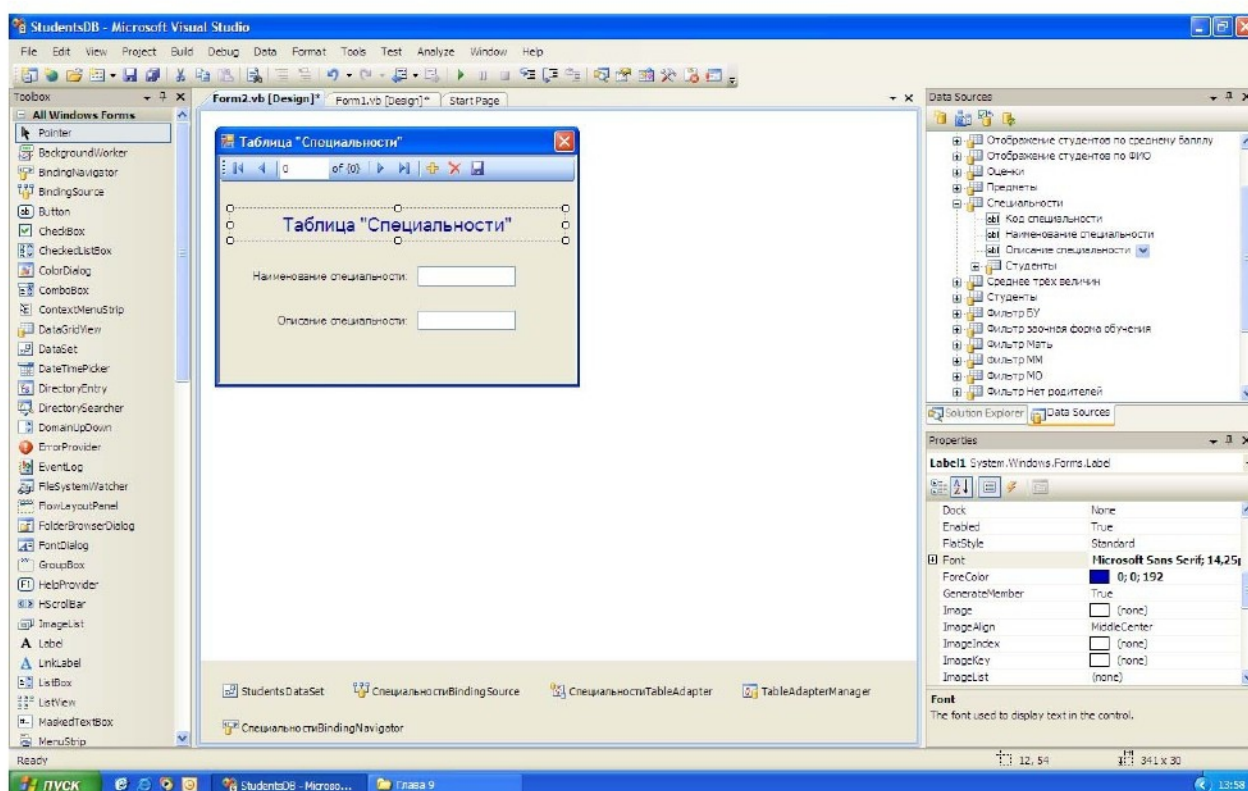 StudentsDB - Microsoft Visual Studio
File Edit View Project Build Debug Data Format Tools Test Analyze Window Help
Toolbox
All Windows Forms
Pointer
BackgroundWorker
BindingNavigator
BindingSource
Button
CheckBox
CheckedListBox
ColorDialog
ComboBox
ContextMenuStrip
DataGridView
DataSet
DateTimePicker
DirectoryEntry
DirectorySearcher
DomainUpDown
ErrorProvider
EventLog
FileSystemWatcher
FlowLayoutPanel
FolderBrowserDialog
FontDialog
GroupBox
HelpProvider
HScrollBar
ImageList
Label
LinkLabel
ListBox
ListView
MaskedTextBox
MenuStrip
Form2.vb [Design]* Form1.vb [Design]* Start Page
Таблица "Специальности"
0 of {0}
Таблица "Специальности"
Наименование специальности:
Описание специальности:
StudentsDataSet СпециальностиBindingSource СпециальностиTableAdapter TableAdapterManager
СпециальностиBindingNavigator
Data Sources
Отображение студентов по среднему баллу
Отображение студентов по ФИО
Оценки
Предметы
Специальности
Код специальности
Наименование специальности
Описание специальности
Студенты
Среднее трёх величин
Студенты
Фильтр БУ
Фильтр заочная форма обучения
Фильтр Мать
Фильтр ММ
Фильтр МО
Фильтр Нет родителей
Solution Explorer Data Sources
Properties
Label1 System.Windows.Forms.Label
Dock None
Enabled True
FlatStyle Standard
Font Microsoft Sans Serif; 14,25p
ForeColor 0; 0; 192
GenerateMember True
Image (none)
ImageAlign MiddleCenter
ImageIndex (none)
ImageKey (none)
ImageList (none)
Font
The font used to display text in the control.
Ready 12, 54 341 x 30
пуск StudentsDB - Microso... Глава 9 13:58